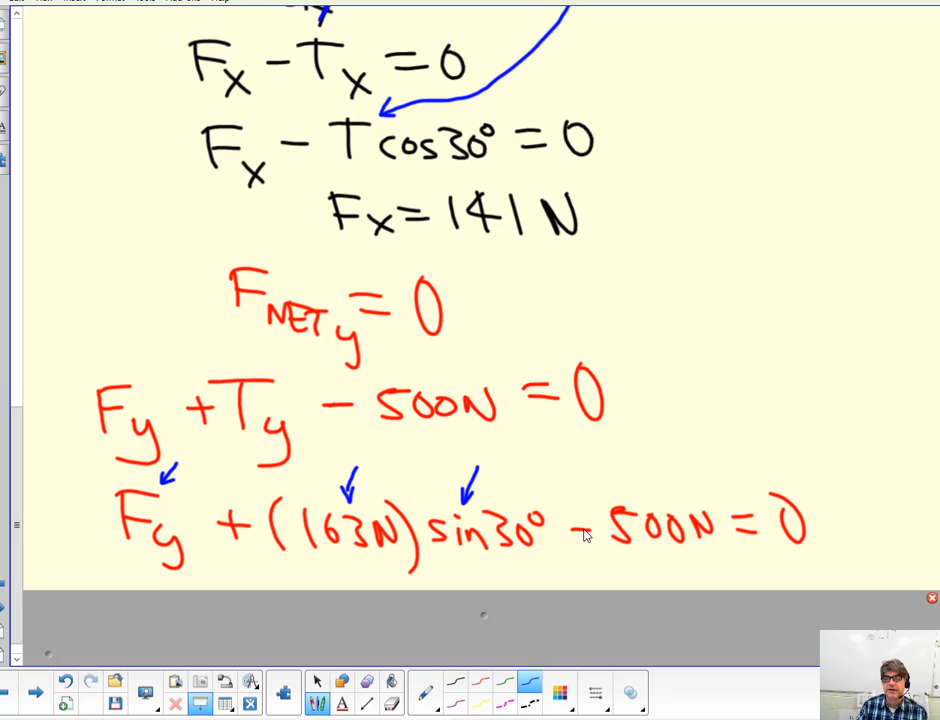 Fx - Tx = 0
Fx - T cos30° = 0
Fx = 141 N
FNETy = 0
Fy + Ty - 500N = 0
Fy + (163N) sin30° - 500N = 0